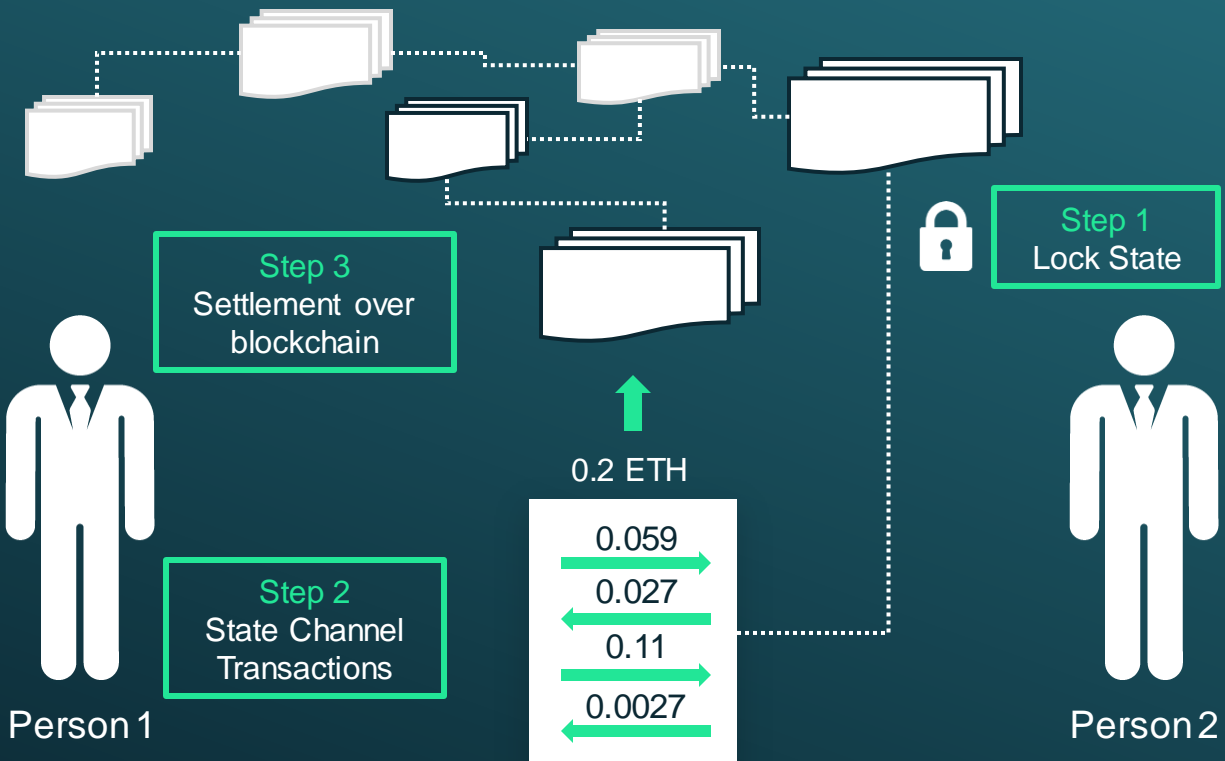 Step 1
Lock State
Step 3
Settlement over
blockchain
0.2 ETH
0.059
0.027
0.11
0.0027
Step 2
State Channel
Transactions
Person 1
Person 2